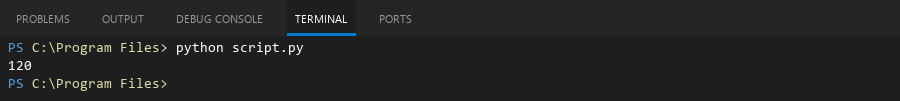 PROBLEMS OUTPUT DEBUG CONSOLE TERMINAL PORTS
PS C:\Program Files> python script.py
120
PS C:\Program Files>